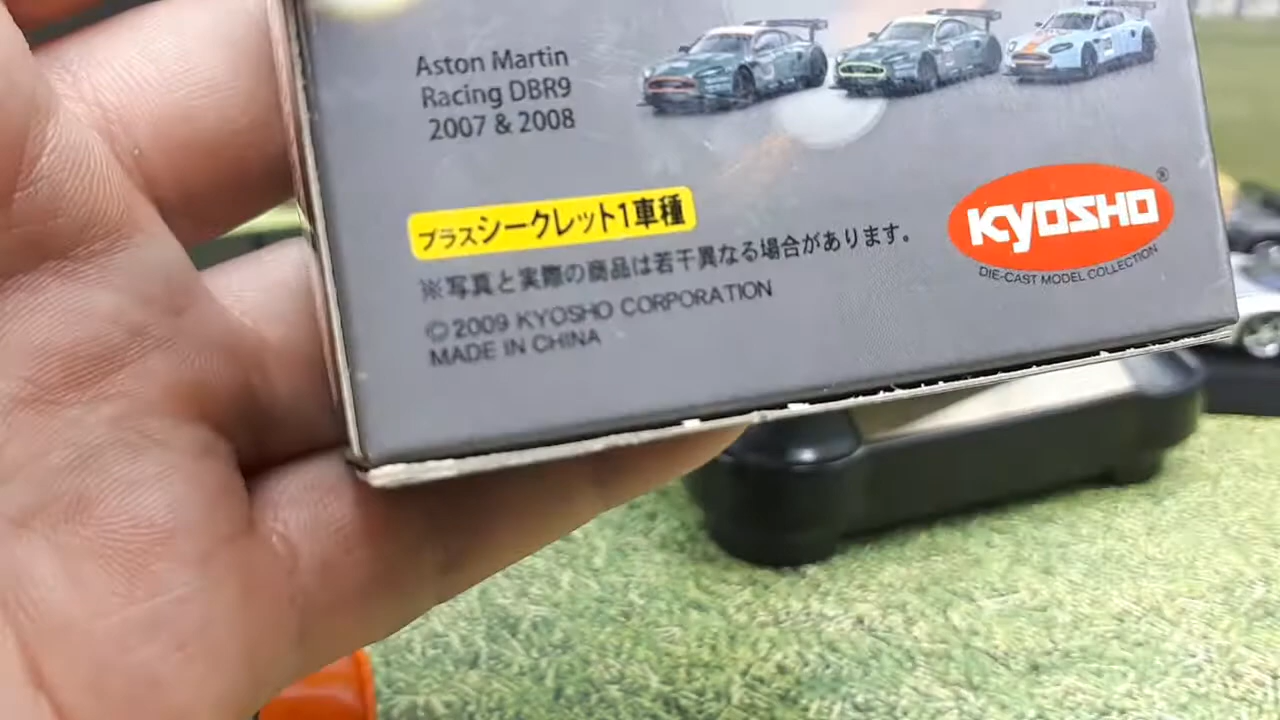 Aston Martin
Racing DBR9
2007 & 2008
プラスシークレット1車種
※写真と実際の商品は若干異なる場合があります。
©2009 KYOSHO CORPORATION
MADE IN CHINA
KYOSHO®
DIE-CAST MODEL COLLECTION